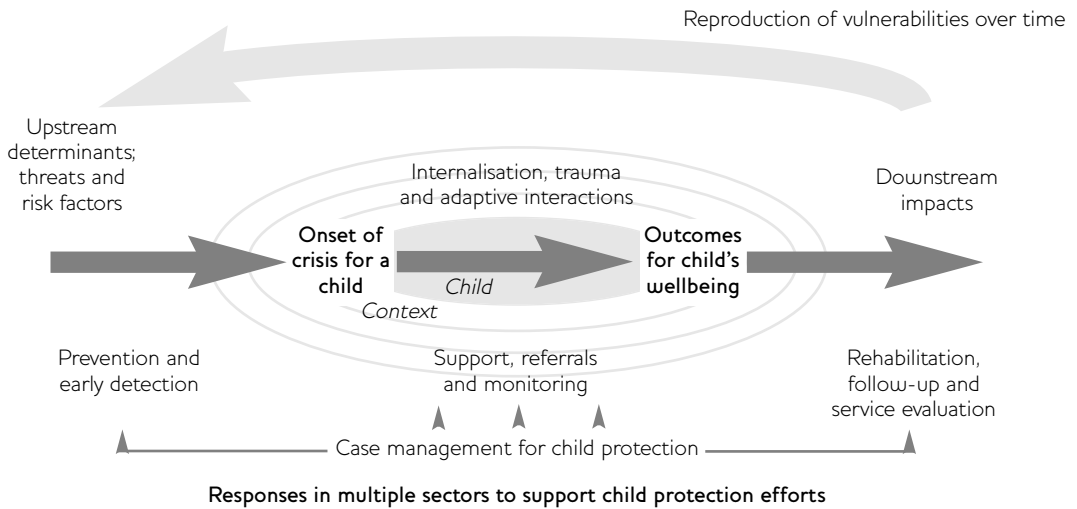 Reproduction of vulnerabilities over time
Upstream
determinants;
threats and
risk factors
Internalisation, trauma
and adaptive interactions
Downstream
impacts
Onset of
crisis for a
child
Child
Context
Outcomes
for child's
wellbeing
Prevention and
early detection
Support, referrals
and monitoring
Rehabilitation,
follow-up and
service evaluation
Case management for child protection
Responses in multiple sectors to support child protection efforts